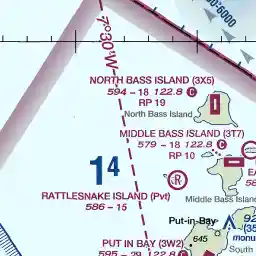 -6000
7°30'W
NORTH BASS ISLAND (3X5)
594 - 18 122.8 C
RP 19
North Bass Island
MIDDLE BASS ISLAND (3T7)
579 - 18 122.8 C
RP 10
14
R
RATTLESNAKE ISLAND (Pvt)
586 - 15
Middle Bass Island
Put-in-Bay
645
South
PUT IN BAY (3W2)
595 - 29 122.8